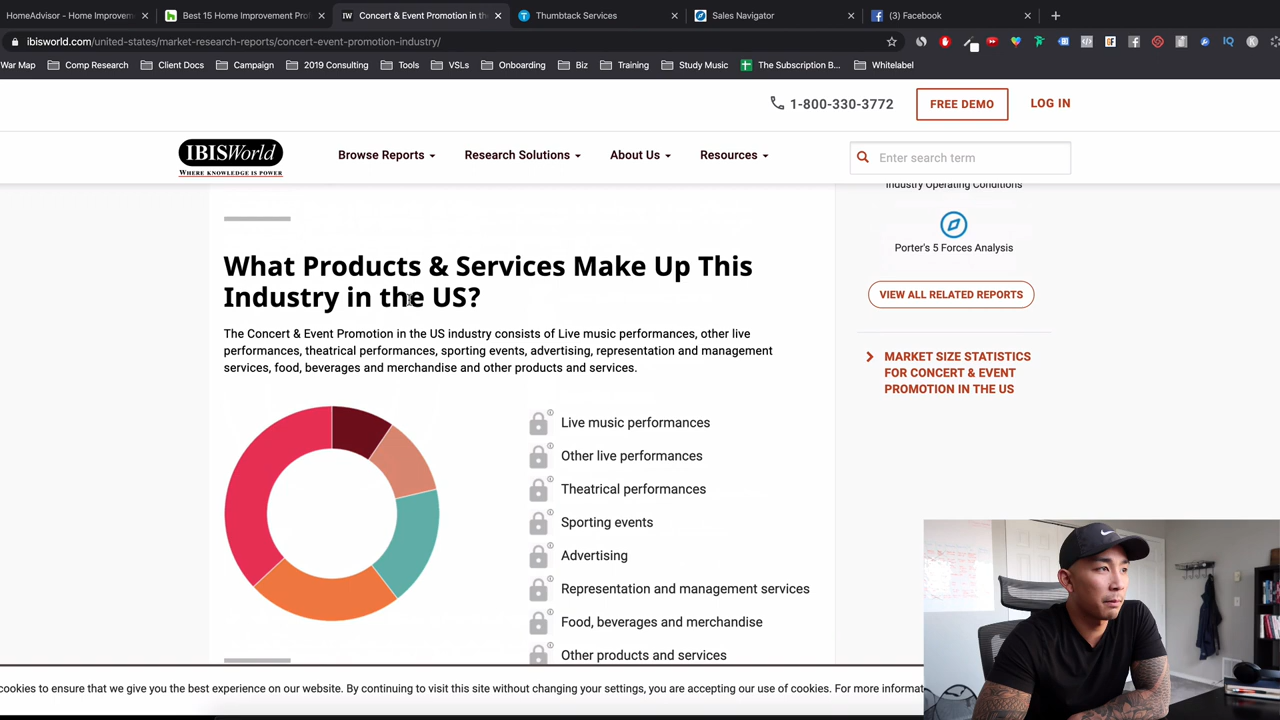 HomeAdvisor - Home Improveme
Best 15 Home Improvement Prof
Concert & Event Promotion in the
Thumbtack Services
Sales Navigator
(3) Facebook
ibisworld.com/united-states/market-research-reports/concert-event-promotion-industry/
War Map
Comp Research
Client Docs
Campaign
2019 Consulting
Tools
VSLs
Onboarding
Biz
Training
Study Music
The Subscription B...
Whitelabel
1-800-330-3772
FREE DEMO
LOG IN
IBISWorld
WHERE KNOWLEDGE IS POWER
Browse Reports
Research Solutions
About Us
Resources
Enter search term
Industry Operating Conditions
Porter's 5 Forces Analysis
VIEW ALL RELATED REPORTS
MARKET SIZE STATISTICS
FOR CONCERT & EVENT
PROMOTION IN THE US
What Products & Services Make Up This
Industry in the US?
The Concert & Event Promotion in the US industry consists of Live music performances, other live
performances, theatrical performances, sporting events, advertising, representation and management
services, food, beverages and merchandise and other products and services.
Live music performances
Other live performances
Theatrical performances
Sporting events
Advertising
Representation and management services
Food, beverages and merchandise
Other products and services
cookies to ensure that we give you the best experience on our website. By continuing to visit this site without changing your settings, you are accepting our use of cookies. For more informat